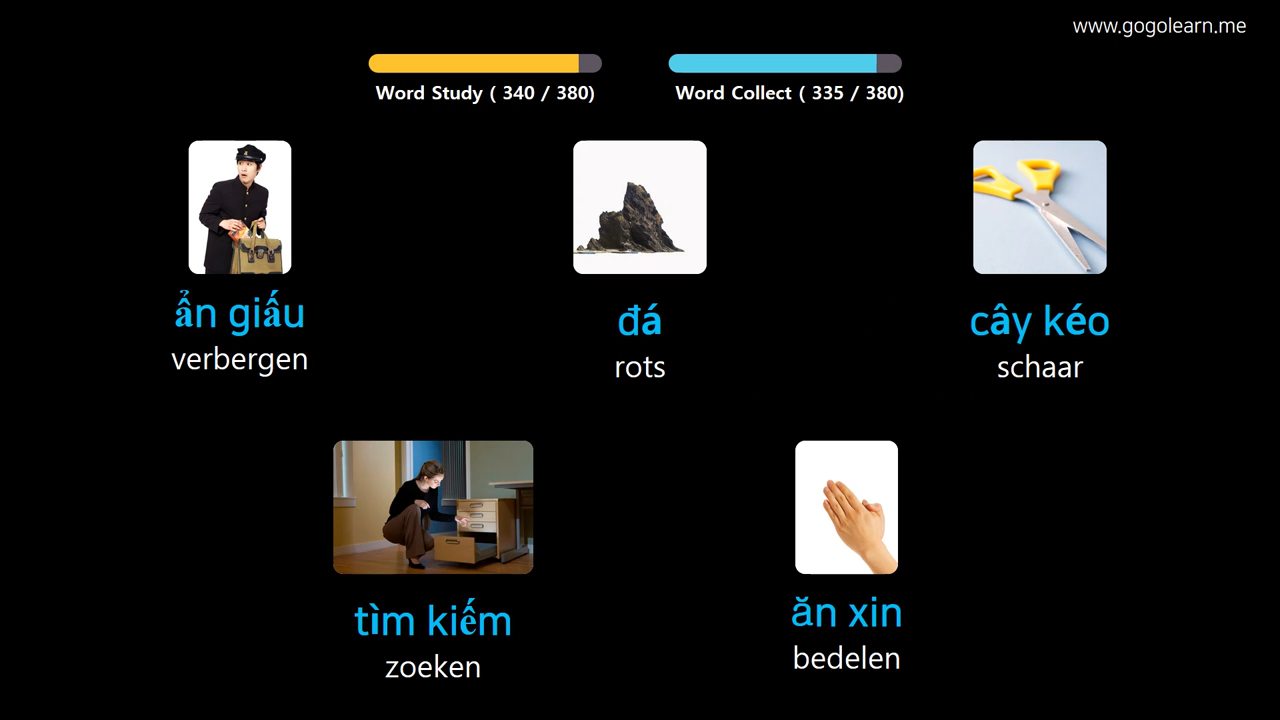 www.gogolearn.me
Word Study ( 340 / 380)
Word Collect ( 335 / 380)
ẩn giấu
verbergen
đá
rots
cây kéo
schaar
tìm kiếm
zoeken
ăn xin
bedelen